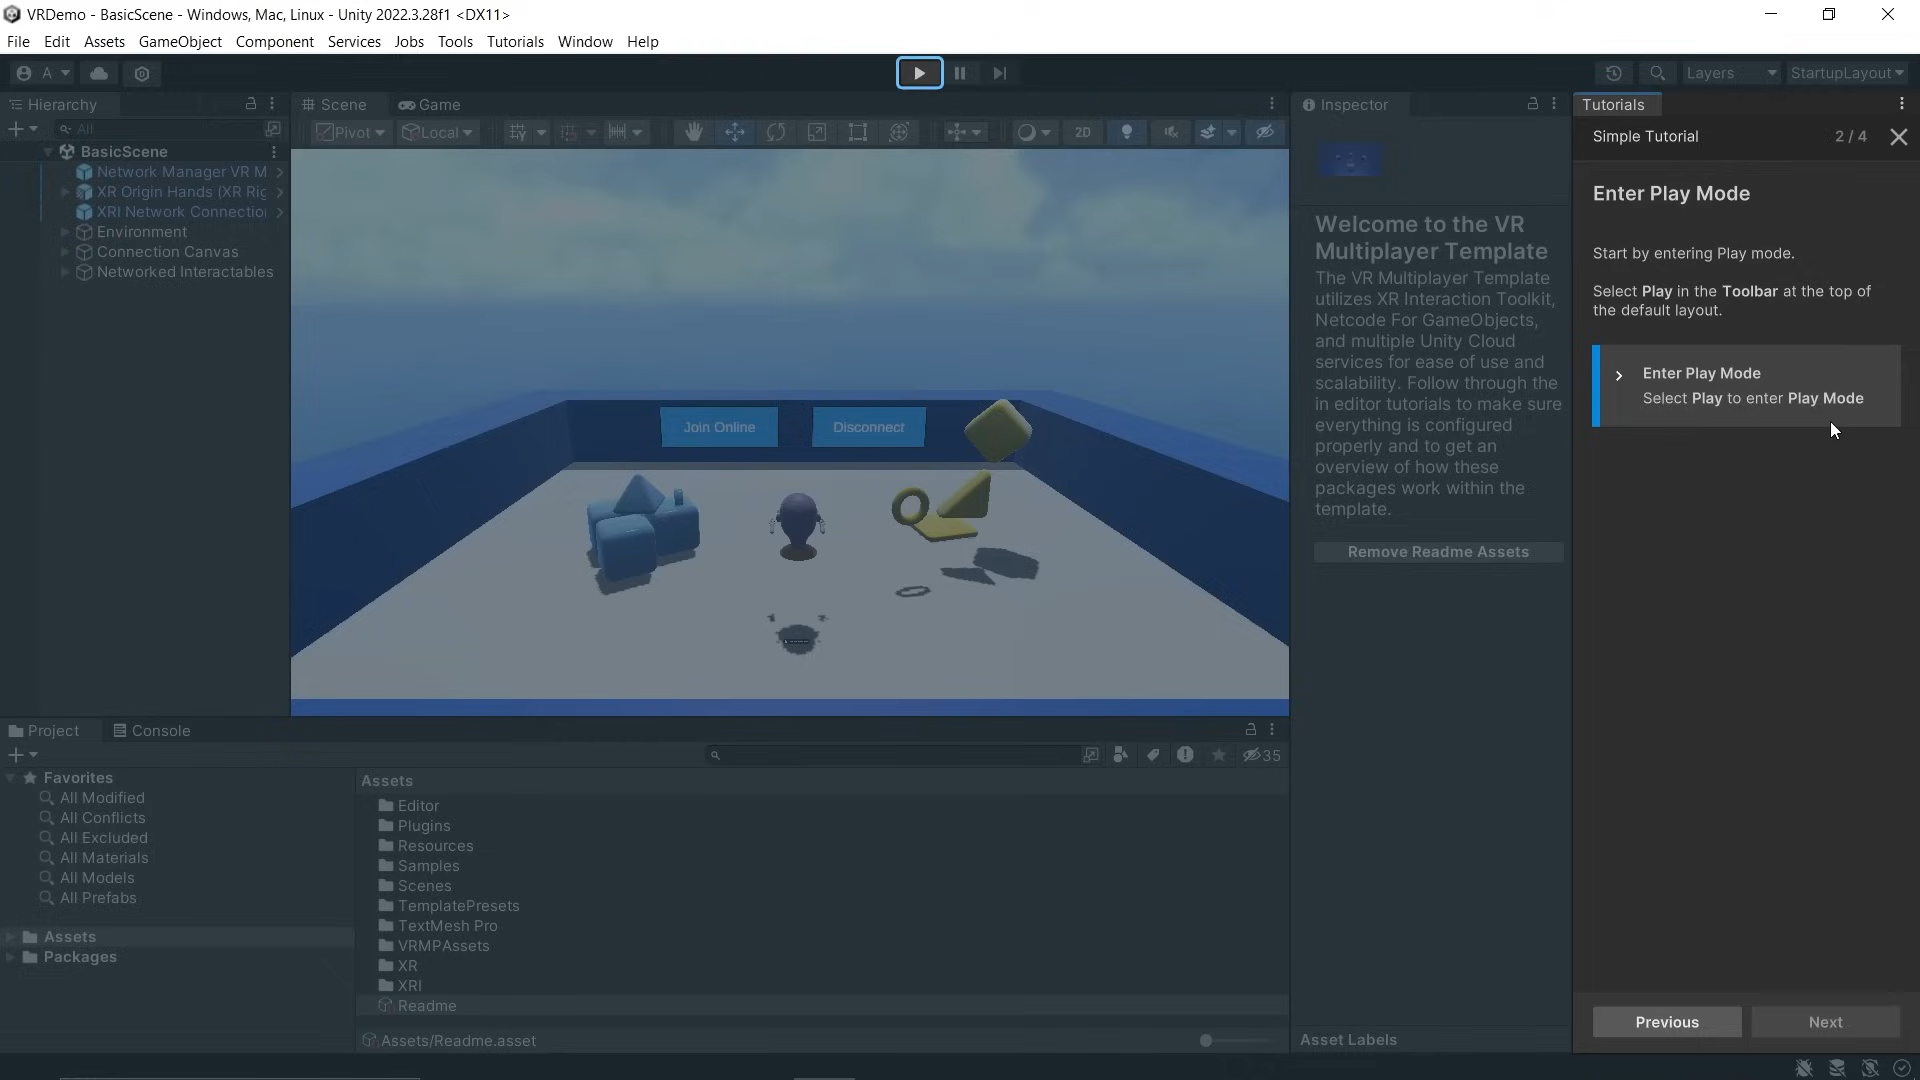 VRDemo - BasicScene - Windows, Mac, Linux - Unity 2022.3.28f1 <DX11>
File Edit Assets GameObject Component Services Jobs Tools Tutorials Window Help
A
Layers
StartupLayout
Hierarchy
All
BasicScene
Network Manager VR M
XR Origin Hands (XR Rig
XRI Network Connection
Environment
Connection Canvas
Networked Interactables
Scene
Game
Pivot
Local
2D
Join Online
Disconnect
Inspector
Welcome to the VR
Multiplayer Template
The VR Multiplayer Template
utilizes XR Interaction Toolkit,
Netcode For GameObjects,
and multiple Unity Cloud
services for ease of use and
scalability. Follow through the
in editor tutorials to make sure
everything is configured
properly and to get an
overview of how these
packages work within the
template.
Remove Readme Assets
Asset Labels
Tutorials
Simple Tutorial
2 / 4
Enter Play Mode
Start by entering Play mode.
Select Play in the Toolbar at the top of
the default layout.
Enter Play Mode
Select Play to enter Play Mode
Previous
Next
Project
Console
35
Favorites
All Modified
All Conflicts
All Excluded
All Materials
All Models
All Prefabs
Assets
Packages
Assets
Editor
Plugins
Resources
Samples
Scenes
TemplatePresets
TextMesh Pro
VRMPAssets
XR
XRI
Readme
Assets/Readme.asset